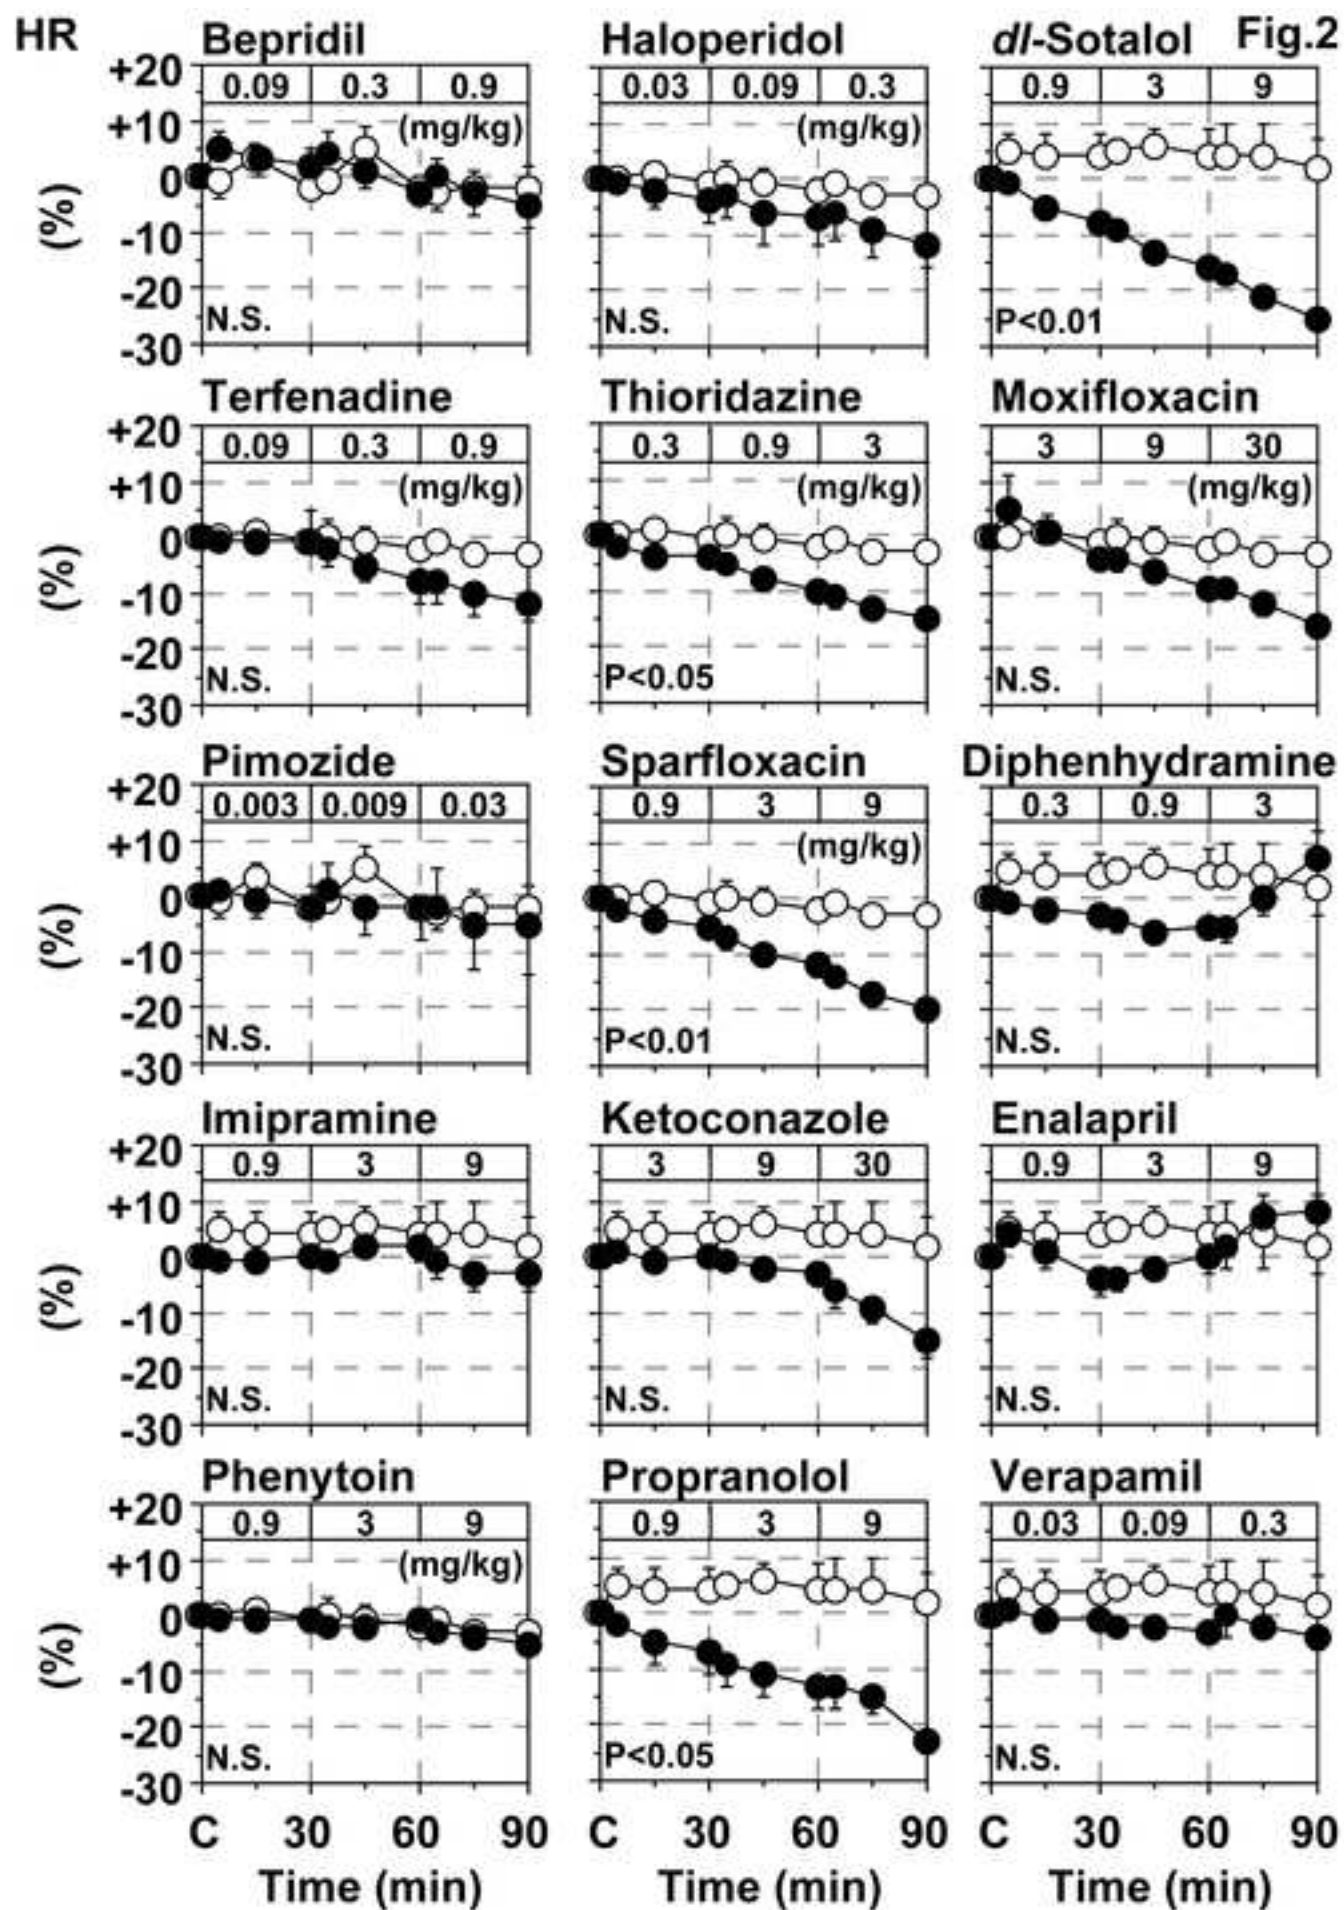 HR Bepridil Haloperidol dl-Sotalol Fig.2
+20
0.09 0.3 0.9 0.03 0.09 0.3 0.9 3 9
+10 (mg/kg) (mg/kg)
0
(%)
-10
-20
N.S. N.S. P<0.01
-30
Terfenadine Thioridazine Moxifloxacin
+20
0.09 0.3 0.9 0.3 0.9 3 3 9 30
+10 (mg/kg) (mg/kg) (mg/kg)
0
(%)
-10
-20
N.S. P<0.05 N.S.
-30
Pimozide Sparfloxacin Diphenhydramine
+20
0.003 0.009 0.03 0.9 3 9 0.3 0.9 3
+10 (mg/kg)
0
(%)
-10
-20
N.S. P<0.01 N.S.
-30
Imipramine Ketoconazole Enalapril
+20
0.9 3 9 3 9 30 0.9 3 9
+10
0
(%)
-10
-20
N.S. N.S. N.S.
-30
Phenytoin Propranolol Verapamil
+20
0.9 3 9 0.9 3 9 0.03 0.09 0.3
+10 (mg/kg)
0
(%)
-10
-20
N.S. P<0.05 N.S.
-30
C 30 60 90 C 30 60 90 C 30 60 90
Time (min) Time (min) Time (min)